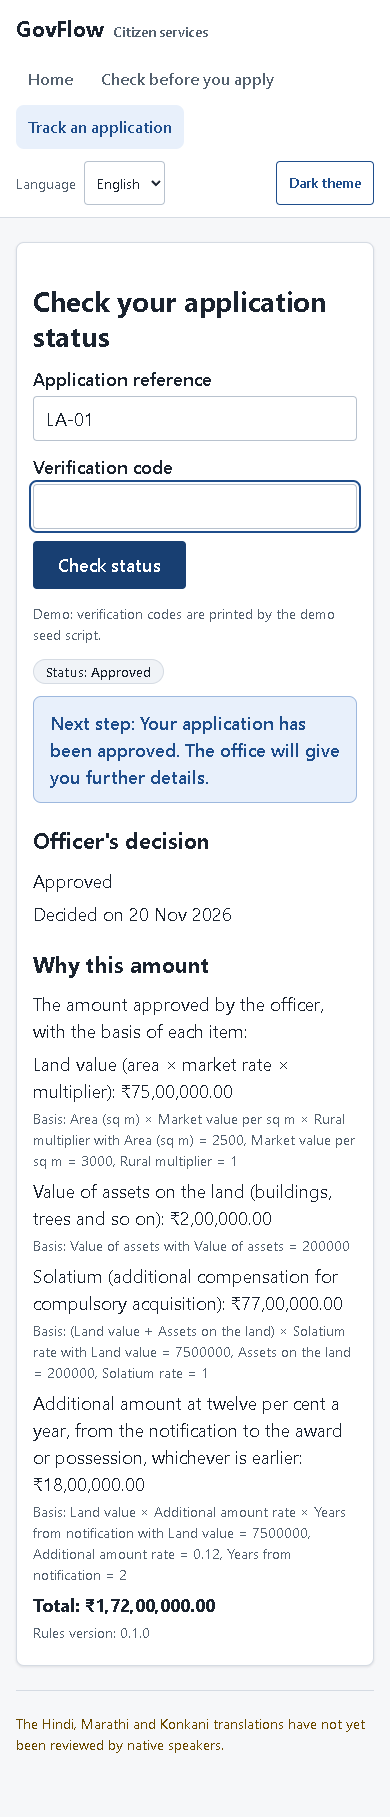 GovFlow Citizen services
Home Check before you apply
Track an application
Language English Dark theme
Check your application
status
Application reference
LA-01
Verification code
Check status
Demo: verification codes are printed by the demo
seed script.
Status: Approved
Next step: Your application has
been approved. The office will give
you further details.
Officer's decision
Approved
Decided on 20 Nov 2026
Why this amount
The amount approved by the officer,
with the basis of each item:
Land value (area × market rate ×
multiplier): ₹75,00,000.00
Basis: Area (sq m) × Market value per sq m × Rural
multiplier with Area (sq m) = 2500, Market value per
sq m = 3000, Rural multiplier = 1
Value of assets on the land (buildings,
trees and so on): ₹2,00,000.00
Basis: Value of assets with Value of assets = 200000
Solatium (additional compensation for
compulsory acquisition): ₹77,00,000.00
Basis: (Land value + Assets on the land) × Solatium
rate with Land value = 7500000, Assets on the land
= 200000, Solatium rate = 1
Additional amount at twelve per cent a
year, from the notification to the award
or possession, whichever is earlier:
₹18,00,000.00
Basis: Land value × Additional amount rate × Years
from notification with Land value = 7500000,
Additional amount rate = 0.12, Years from
notification = 2
Total: ₹1,72,00,000.00
Rules version: 0.1.0
The Hindi, Marathi and Konkani translations have not yet
been reviewed by native speakers.